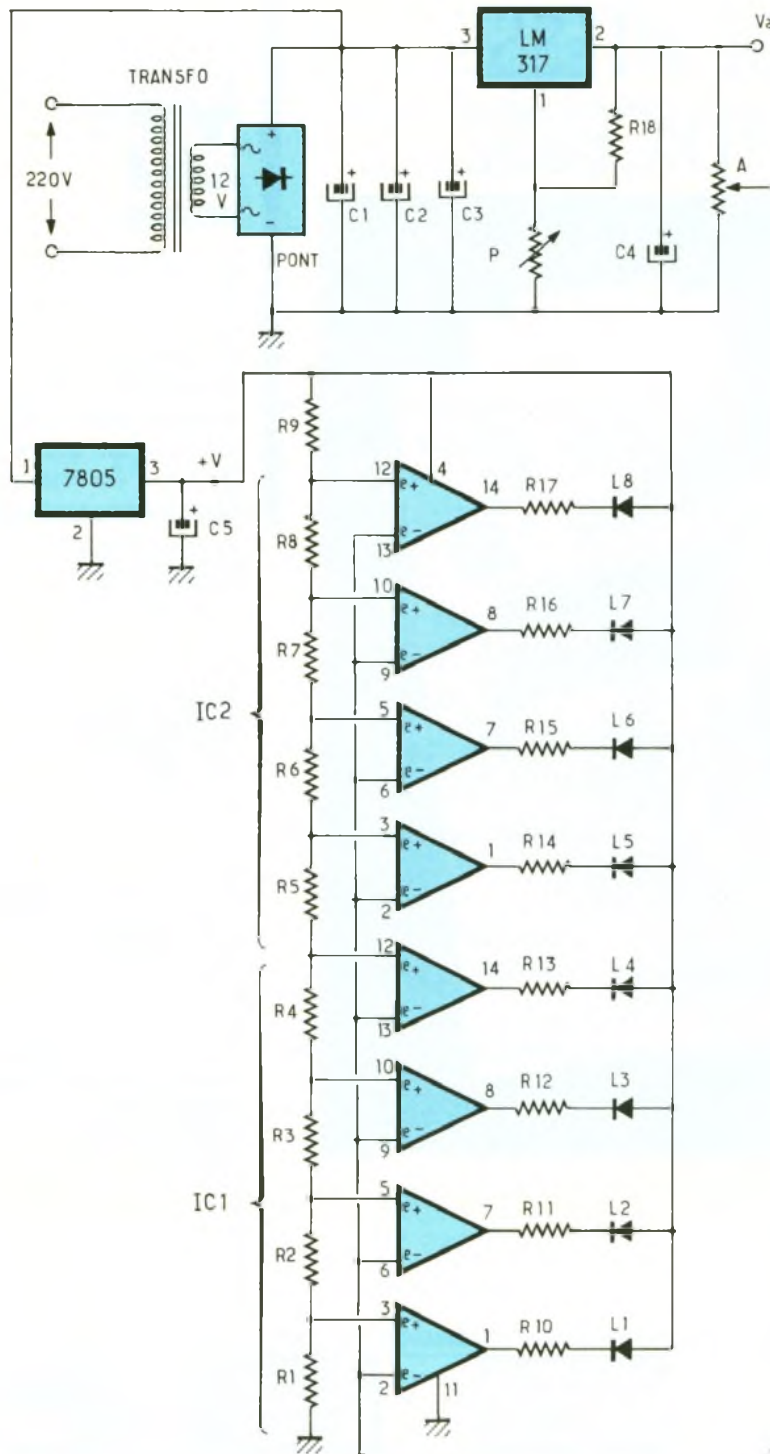 3 LM 317 2 Va
TRANSFO
1
R18
220V
12 V
+
-
PONT
+ C1
+ C2
+ C3
P
+ C4
A
R9
1 7805 3 +V
2
+ C5
12 e+ 4 14 R17 L8
13 e-
R8
10 e+ 8 R16 L7
9 e-
R7
IC2
5 e+ 7 R15 L6
6 e-
R6
3 e+ 1 R14 L5
2 e-
R5
12 e+ 14 R13 L4
13 e-
R4
10 e+ 8 R12 L3
9 e-
R3
IC1
5 e+ 7 R11 L2
6 e-
R2
3 e+ 1 R10 L1
2 e- 11
R1